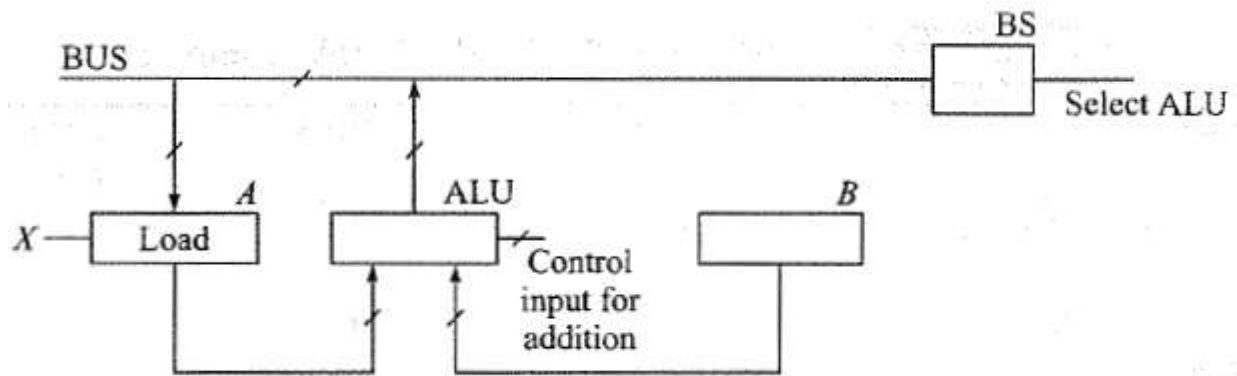 BS
BUS
Select ALU
A
ALU
B
X
Load
Control
input for
addition